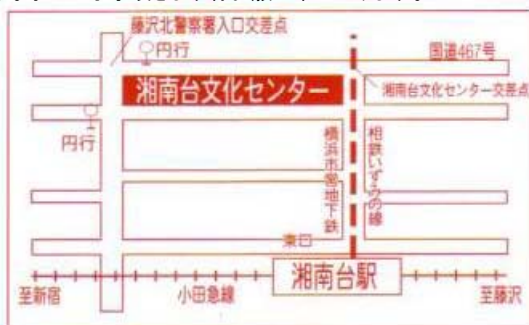 藤沢北警察署入口交差点
円行
国道467号
湘南台文化センター
湘南台文化センター交差点
円行
横浜市営地下鉄
相鉄いずみの線
東口
湘南台駅
至新宿
小田急線
至藤沢